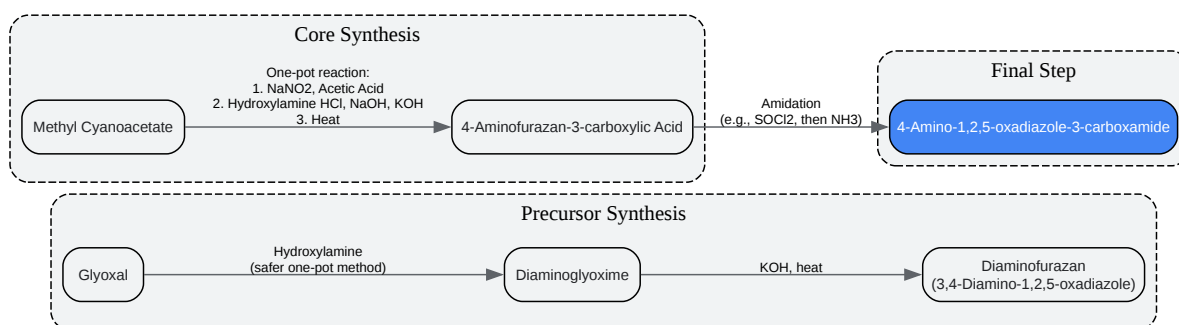 Core Synthesis
One-pot reaction:
1. NaNO2, Acetic Acid
2. Hydroxylamine HCl, NaOH, KOH
3. Heat
Methyl Cyanoacetate
4-Aminofurazan-3-carboxylic Acid
Amidation
(e.g., SOCl2, then NH3)
Final Step
4-Amino-1,2,5-oxadiazole-3-carboxamide
Precursor Synthesis
Glyoxal
Hydroxylamine
(safer one-pot method)
Diaminoglyoxime
KOH, heat
Diaminofurazan
(3,4-Diamino-1,2,5-oxadiazole)